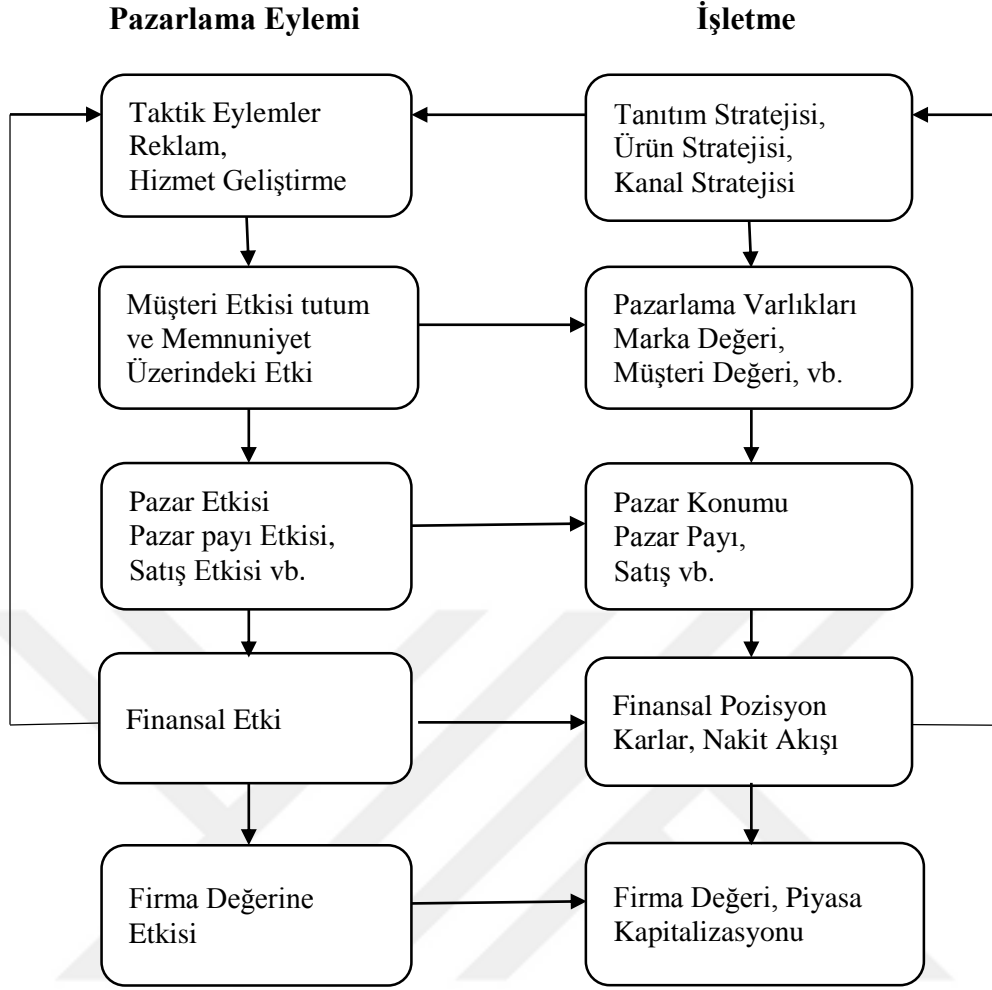 Pazarlama Eylemi
İşletme
Taktik Eylemler
Reklam,
Hizmet Geliştirme
Tanıtım Stratejisi,
Ürün Stratejisi,
Kanal Stratejisi
Müşteri Etkisi tutum
ve Memnuniyet
Üzerindeki Etki
Pazarlama Varlıkları
Marka Değeri,
Müşteri Değeri, vb.
Pazar Etkisi
Pazar payı Etkisi,
Satış Etkisi vb.
Pazar Konumu
Pazar Payı,
Satış vb.
Finansal Etki
Finansal Pozisyon
Karlar, Nakit Akışı
Firma Değerine
Etkisi
Firma Değeri, Piyasa
Kapitalizasyonu